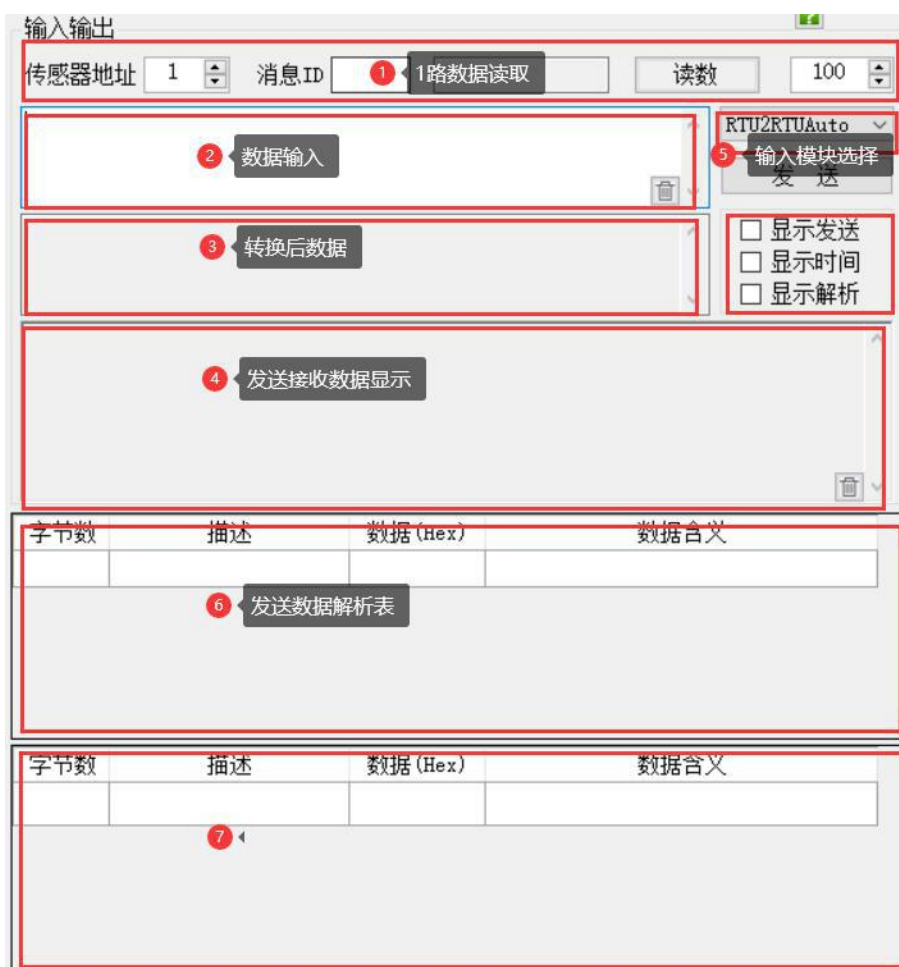 输入输出
传感器地址 1 消息ID 1 1路数据读取 读数 100
RTU2RTUAuto
2 数据输入
5 输入模块选择
发 送
3 转换后数据
显示发送
显示时间
显示解析
4 发送接收数据显示
字节数 描述 数据(Hex) 数据含义
6 发送数据解析表
字节数 描述 数据(Hex) 数据含义
7